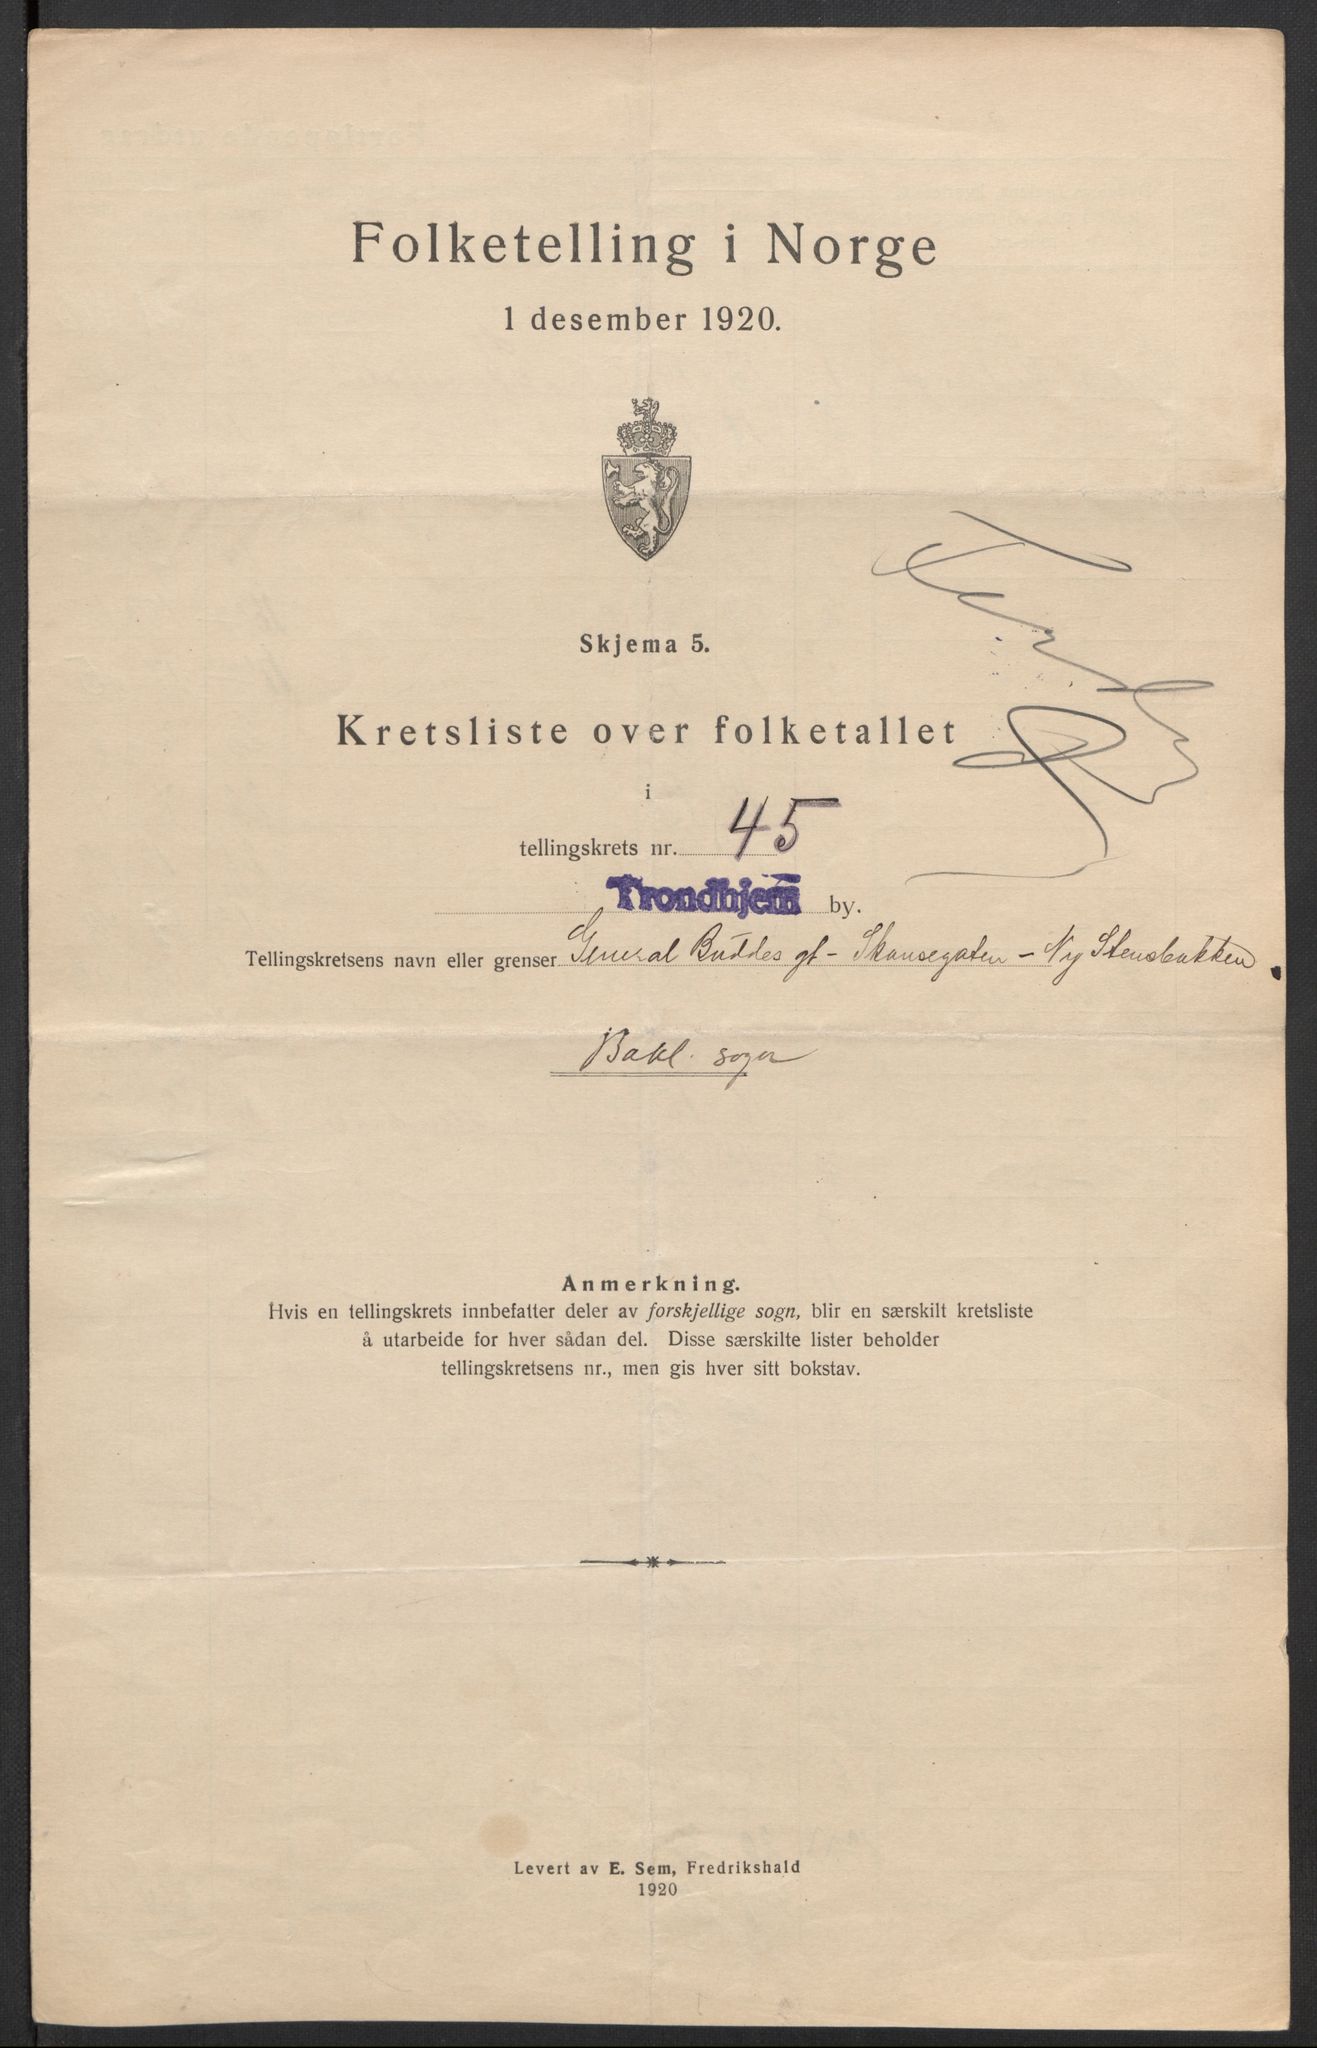 Folketelling i Norge
1 desember 1920.
Skjema 5.
Kretsliste over folketallet
i
tellingskrets nr. 45
Trondhjem by.
Tellingskretsens navn eller grenser General Buddes gt - Skansegaten - Ny Stensbakken
Bakl. sogn
Anmerkning.
Hvis en tellingskrets innbefatter deler av forskjellige sogn, blir en særskilt kretsliste
å utarbeide for hver sådan del. Disse særskilte lister beholder
tellingskretsens nr., men gis hver sitt bokstav.
Levert av E. Sem, Fredrikshald
1920